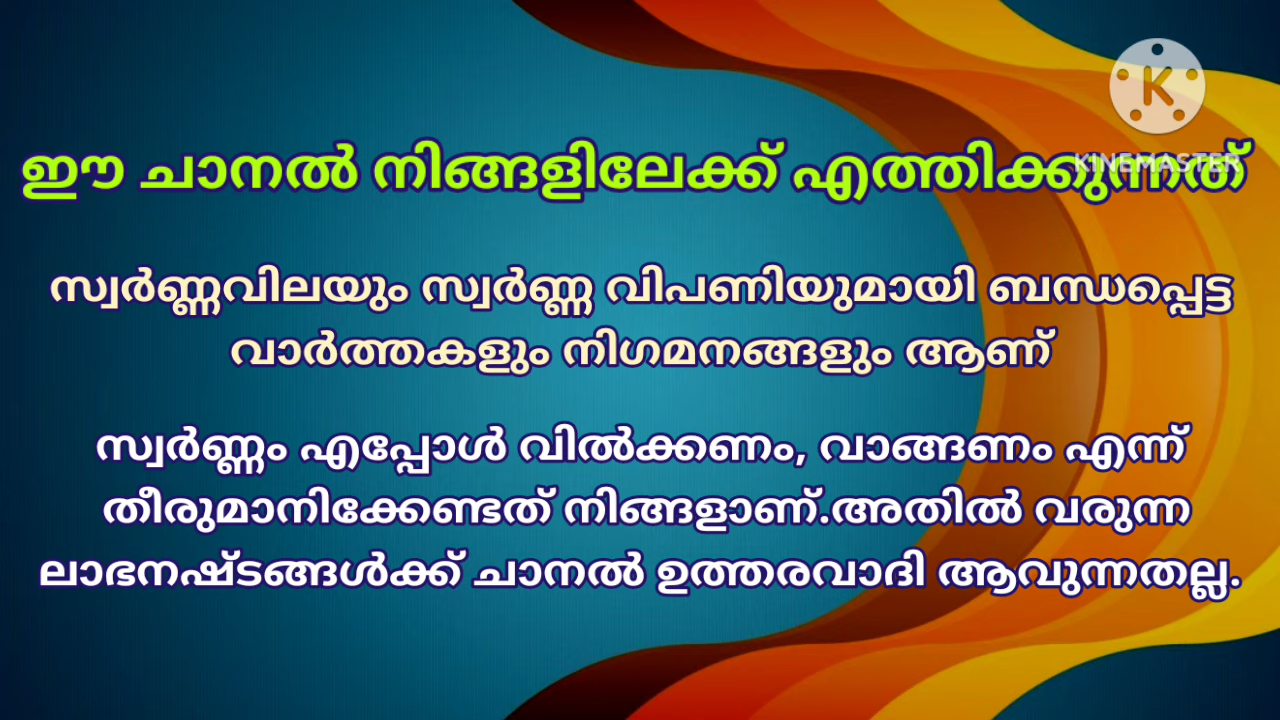 K
KINEMASTER
ഈ ചാനൽ നിങ്ങളിലേക്ക് എത്തിക്കുന്നത്
സ്വർണ്ണവിലയും സ്വർണ്ണ വിപണിയുമായി ബന്ധപ്പെട്ട
വാർത്തകളും നിഗമനങ്ങളും ആണ്
സ്വർണ്ണം എപ്പോൾ വിൽക്കണം, വാങ്ങണം എന്ന്
തീരുമാനിക്കേണ്ടത് നിങ്ങളാണ്.അതിൽ വരുന്ന
ലാഭനഷ്ടങ്ങൾക്ക് ചാനൽ ഉത്തരവാദി ആവുന്നതല്ല.